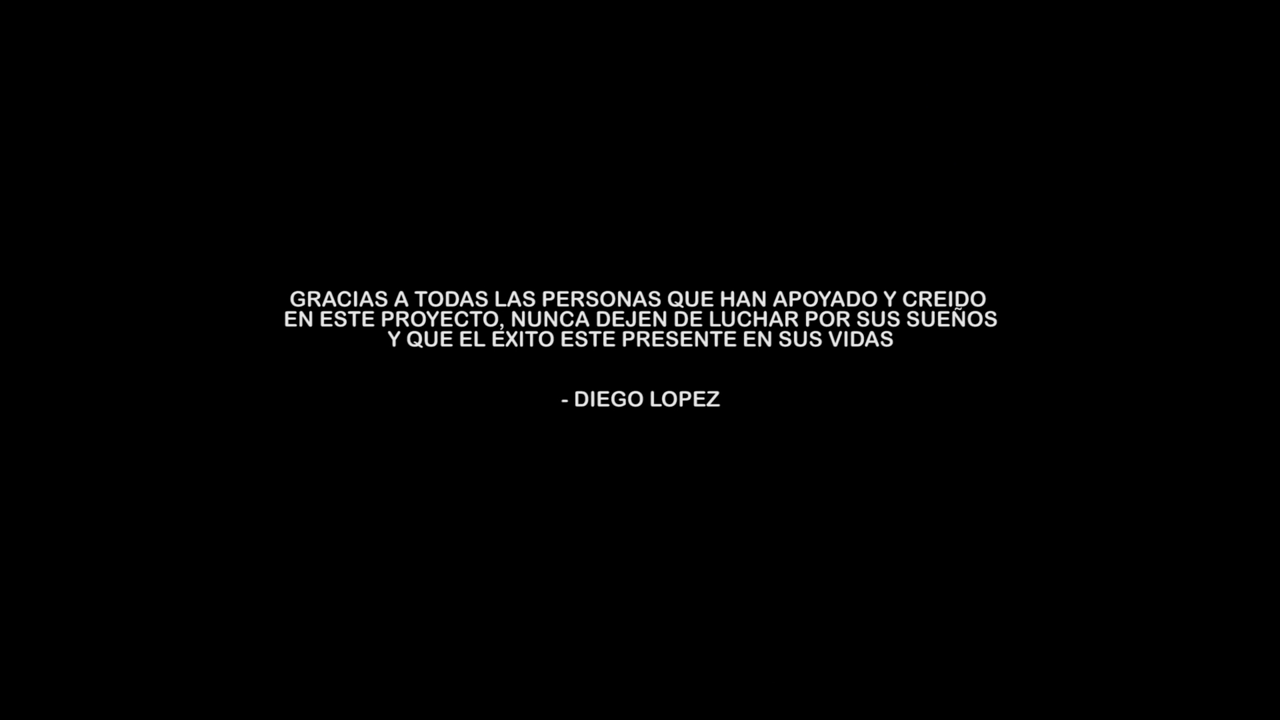 GRACIAS A TODAS LAS PERSONAS QUE HAN APOYADO Y CREIDO
EN ESTE PROYECTO, NUNCA DEJEN DE LUCHAR POR SUS SUEÑOS
Y QUE EL EXITO ESTE PRESENTE EN SUS VIDAS
- DIEGO LOPEZ